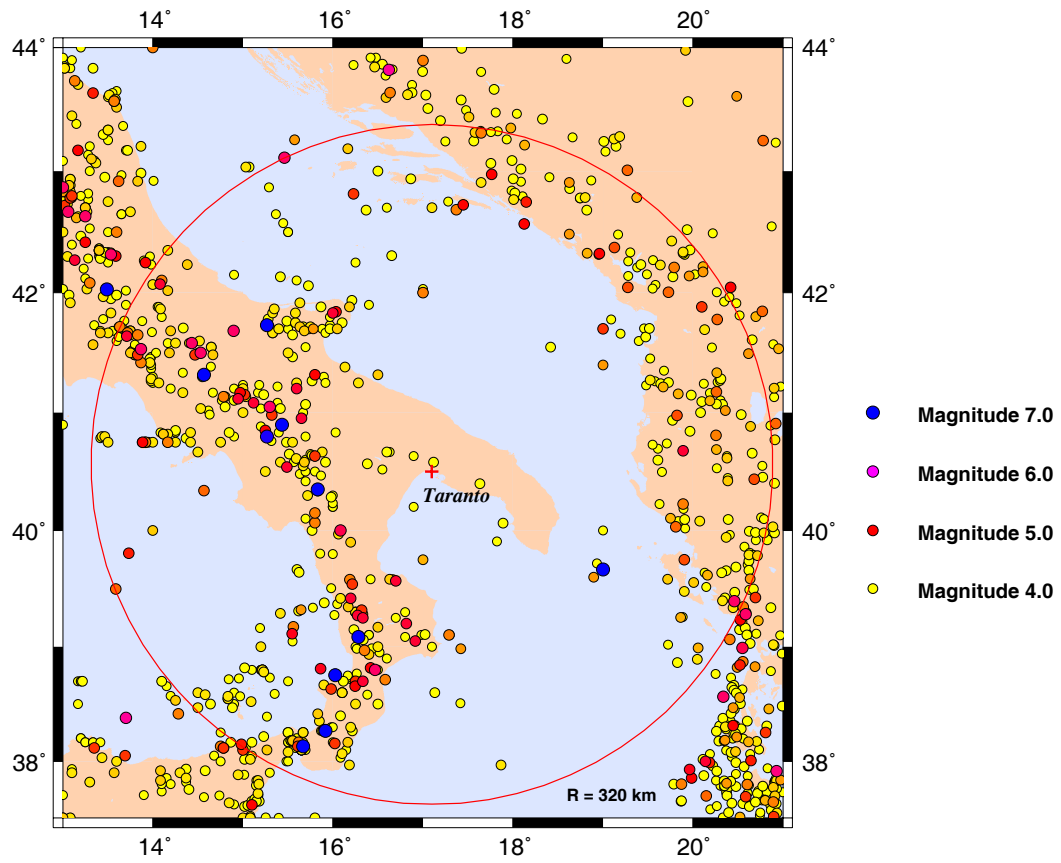 14˚ 16˚ 18˚ 20˚
44˚ 44˚
42˚ 42˚
Magnitude 7.0
Magnitude 6.0
Taranto
40˚ 40˚
Magnitude 5.0
Magnitude 4.0
38˚ 38˚
R = 320 km
14˚ 16˚ 18˚ 20˚